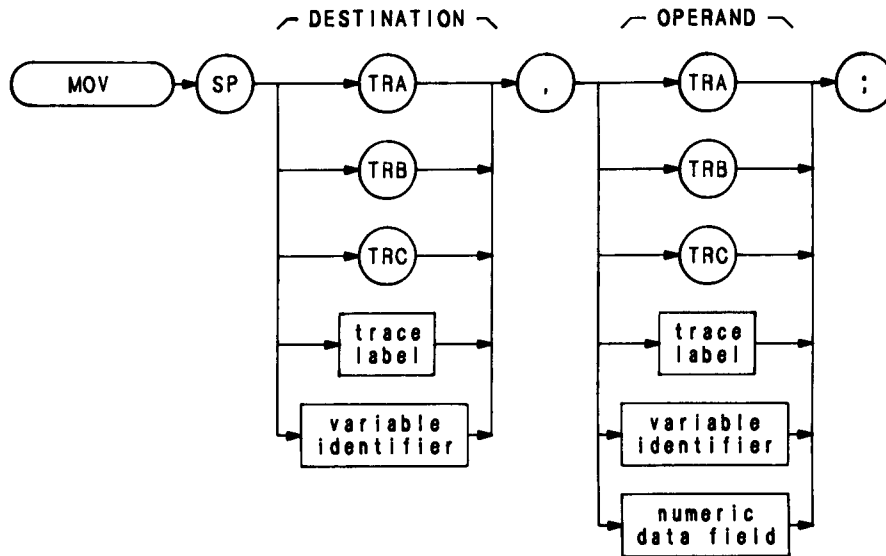 DESTINATION OPERAND
MOV SP TRA , TRA ;
TRB TRB
TRC TRC
trace trace
label label
variable variable
identifier identifier
numeric
data field